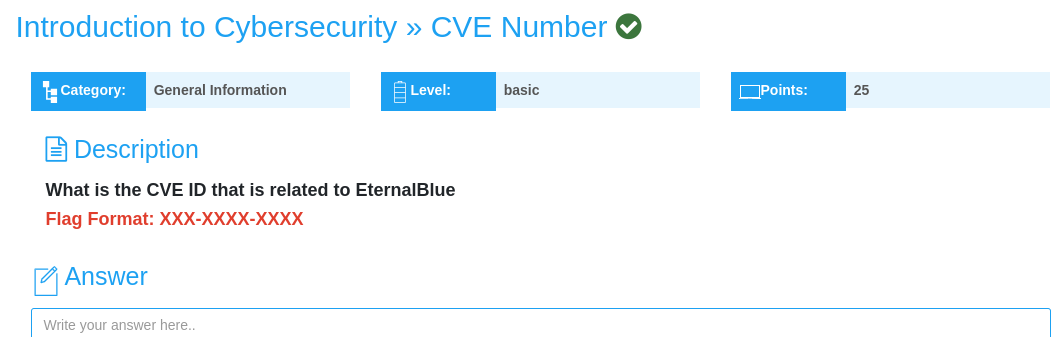 Introduction to Cybersecurity » CVE Number
Category: General Information Level: basic Points: 25
Description
What is the CVE ID that is related to EternalBlue
Flag Format: XXX-XXXX-XXXX
Answer
Write your answer here..